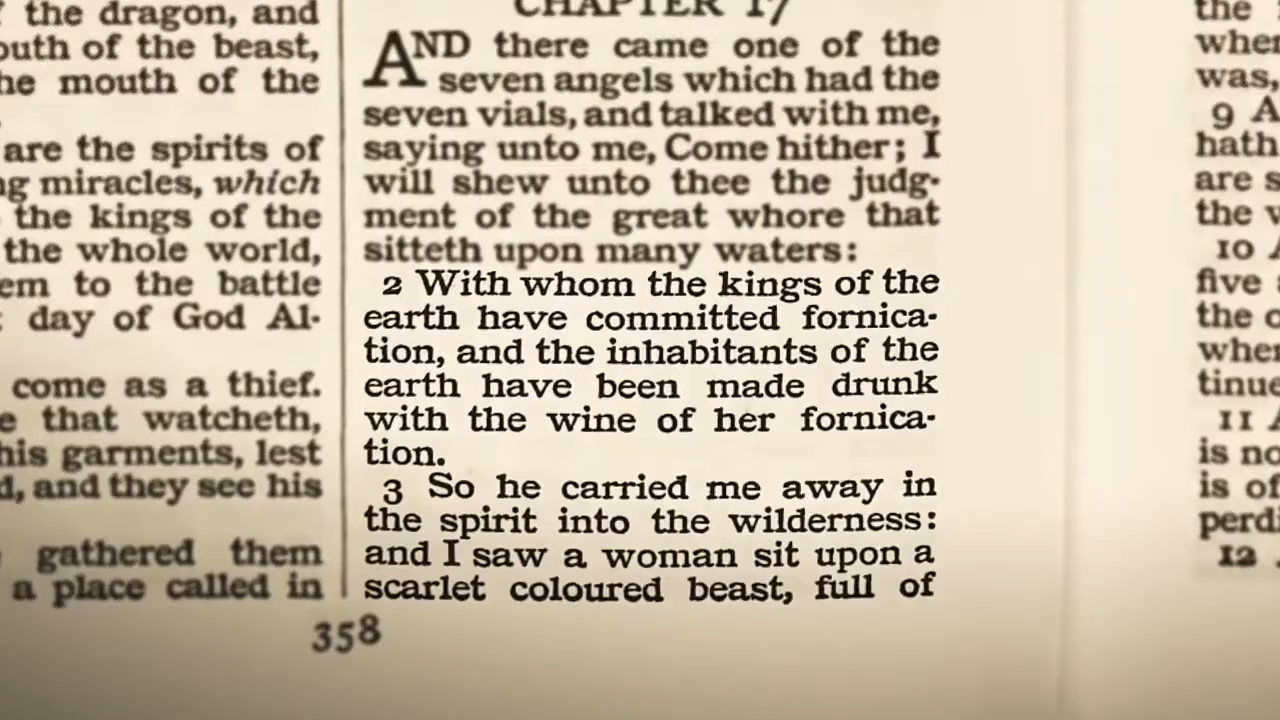 the dragon, and
outh of the beast,
he mouth of the
are the spirits of
ng miracles, which
the kings of the
the whole world,
em to the battle
day of God Al-
come as a thief.
e that watcheth,
his garments, lest
d, and they see his
gathered them
a place called in
CHAPTER 17
AND there came one of the
seven angels which had the
seven vials, and talked with me,
saying unto me, Come hither; I
will shew unto thee the judg-
ment of the great whore that
sitteth upon many waters:
2 With whom the kings of the
earth have committed fornica-
tion, and the inhabitants of the
earth have been made drunk
with the wine of her fornica-
tion.
3 So he carried me away in
the spirit into the wilderness:
and I saw a woman sit upon a
scarlet coloured beast, full of
358
the
when
was,
9 A
hath
are s
the w
10 A
five
the o
when
tinue
11 A
is no
is of
perdi
12